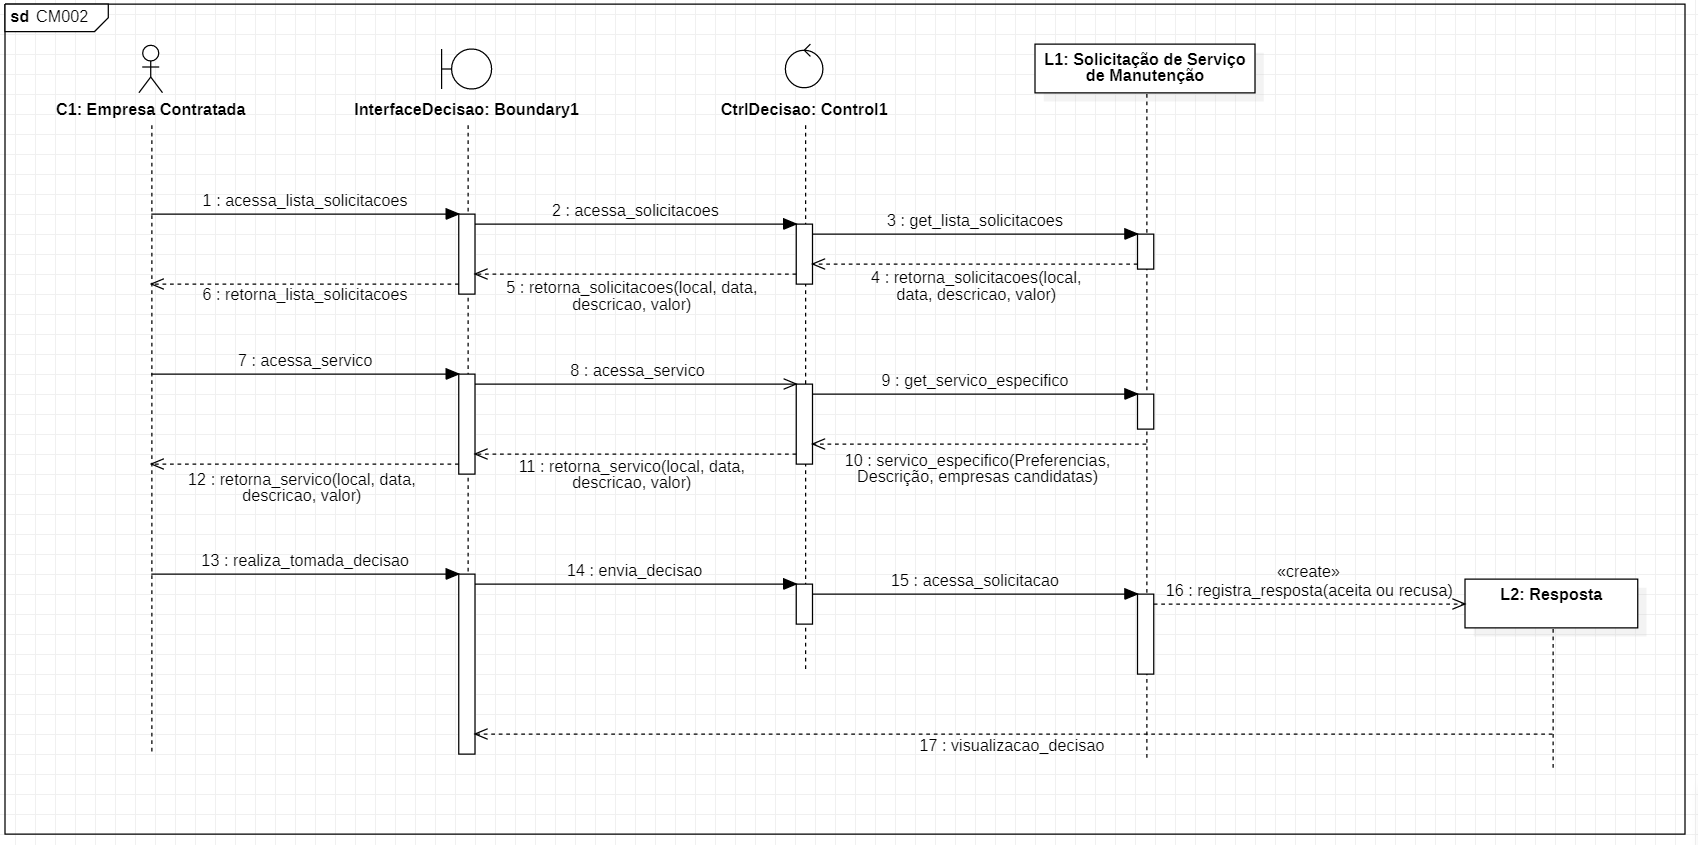 sd CM002
C1: Empresa Contratada
InterfaceDecisao: Boundary1
CtrlDecisao: Control1
L1: Solicitação de Serviço
de Manutenção
1 : acessa_lista_solicitacoes
2 : acessa_solicitacoes
3 : get_lista_solicitacoes
4 : retorna_solicitacoes(local,
data, descricao, valor)
5 : retorna_solicitacoes(local, data,
descricao, valor)
6 : retorna_lista_solicitacoes
7 : acessa_servico
8 : acessa_servico
9 : get_servico_especifico
10 : servico_especifico(Preferencias,
Descrição, empresas candidatas)
11 : retorna_servico(local, data,
descricao, valor)
12 : retorna_servico(local, data,
descricao, valor)
13 : realiza_tomada_decisao
14 : envia_decisao
15 : acessa_solicitacao
«create»
16 : registra_resposta(aceita ou recusa)
L2: Resposta
17 : visualizacao_decisao